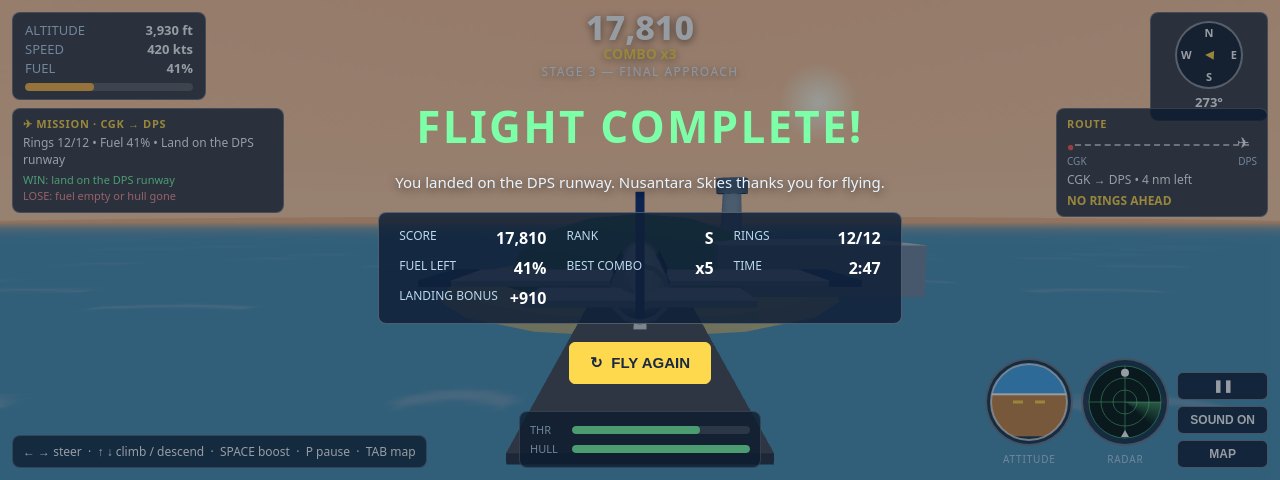 ALTITUDE 3,930 ft
SPEED 420 kts
FUEL 41%
✈ MISSION · CGK → DPS
Rings 12/12 • Fuel 41% • Land on the DPS
runway
WIN: land on the DPS runway
LOSE: fuel empty or hull gone
17,810
COMBO x3
STAGE 3 — FINAL APPROACH
N
W E
S
273°
ROUTE
CGK DPS
CGK → DPS • 4 nm left
NO RINGS AHEAD
FLIGHT COMPLETE!
You landed on the DPS runway. Nusantara Skies thanks you for flying.
SCORE 17,810 RANK S RINGS 12/12
FUEL LEFT 41% BEST COMBO x5 TIME 2:47
LANDING BONUS +910
↻ FLY AGAIN
THR
HULL
← → steer · ↑ ↓ climb / descend · SPACE boost · P pause · TAB map
ATTITUDE
RADAR
SOUND ON
MAP